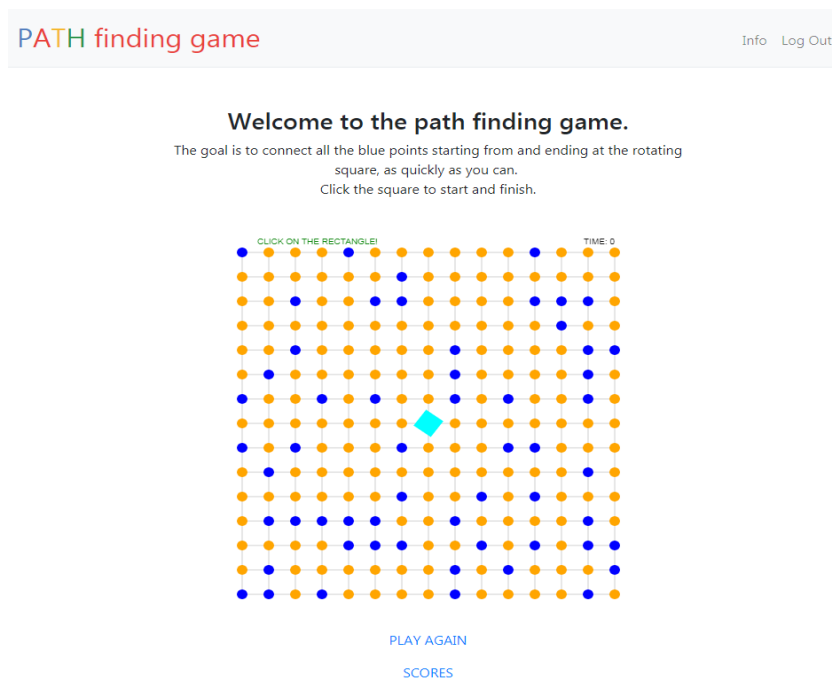 PATH finding game
Info Log Out
Welcome to the path finding game.
The goal is to connect all the blue points starting from and ending at the rotating
square, as quickly as you can.
Click the square to start and finish.
CLICK ON THE RECTANGLE!
TIME: 0
PLAY AGAIN
SCORES